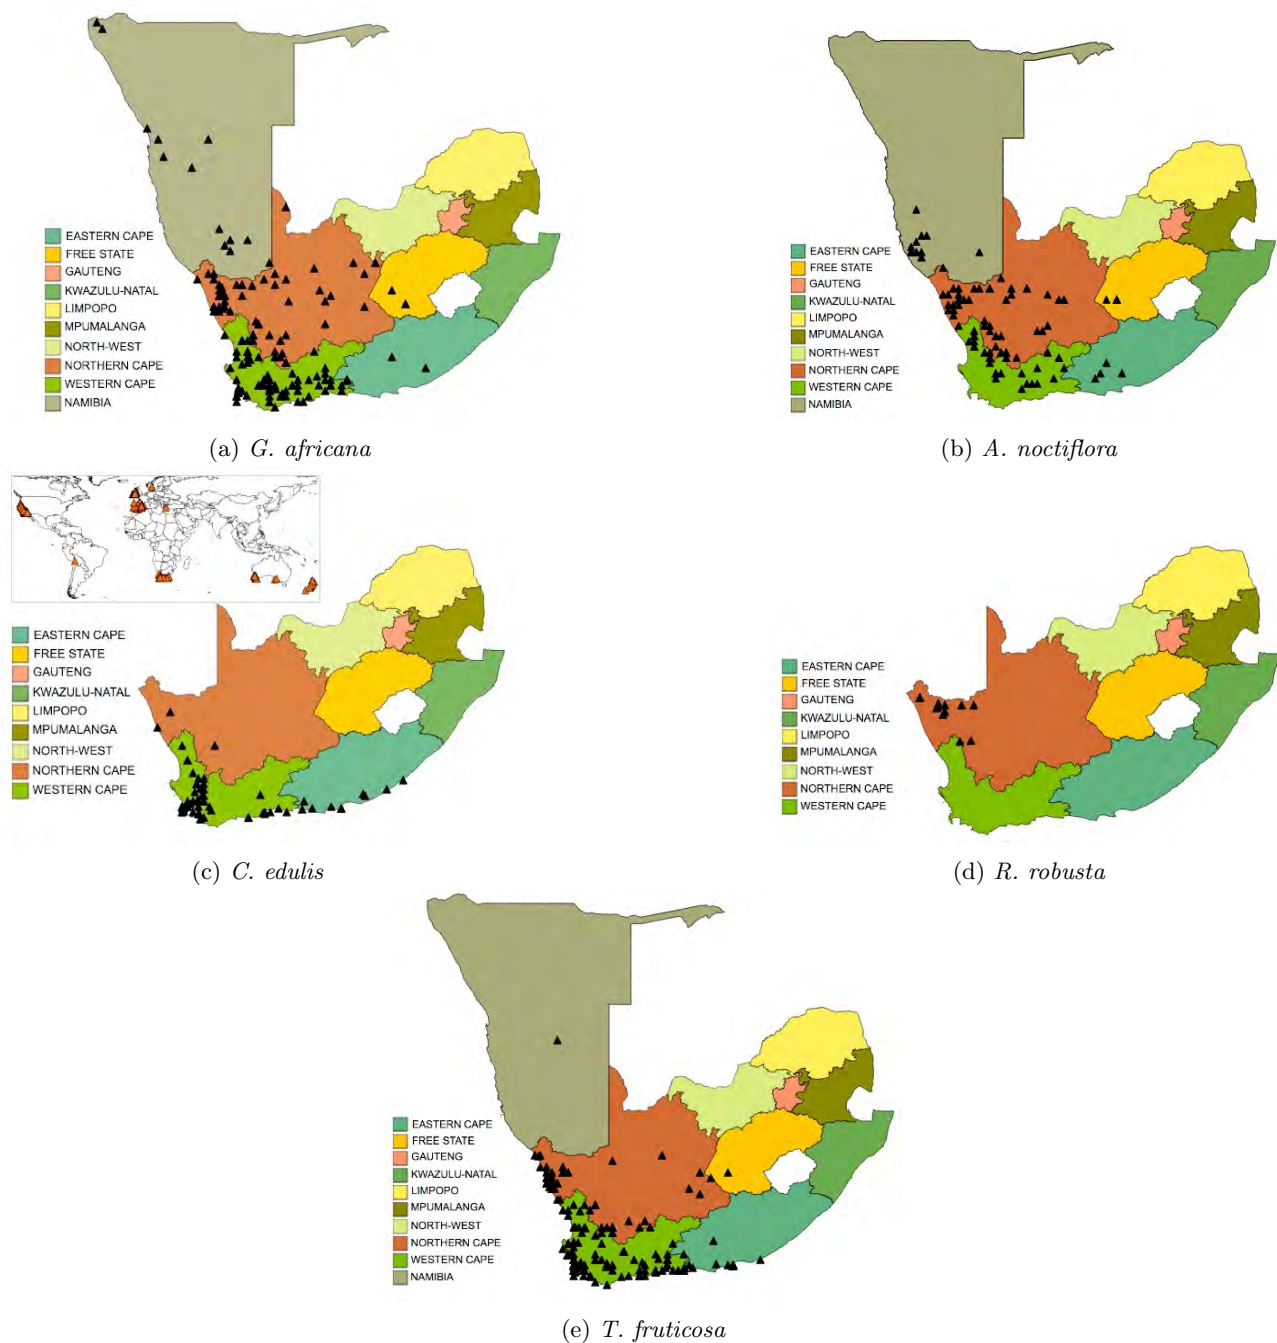 EASTERN CAPE
FREE STATE
GAUTENG
KWAZULU-NATAL
LIMPOPO
MPUMALANGA
NORTH-WEST
NORTHERN CAPE
WESTERN CAPE
NAMIBIA
(a) G. africana
EASTERN CAPE
FREE STATE
GAUTENG
KWAZULU-NATAL
LIMPOPO
MPUMALANGA
NORTH-WEST
NORTHERN CAPE
WESTERN CAPE
NAMIBIA
(b) A. noctiflora
EASTERN CAPE
FREE STATE
GAUTENG
KWAZULU-NATAL
LIMPOPO
MPUMALANGA
NORTH-WEST
NORTHERN CAPE
WESTERN CAPE
(c) C. edulis
EASTERN CAPE
FREE STATE
GAUTENG
KWAZULU-NATAL
LIMPOPO
MPUMALANGA
NORTH-WEST
NORTHERN CAPE
WESTERN CAPE
(d) R. robusta
EASTERN CAPE
FREE STATE
GAUTENG
KWAZULU-NATAL
LIMPOPO
MPUMALANGA
NORTH-WEST
NORTHERN CAPE
WESTERN CAPE
NAMIBIA
(e) T. fruticosa